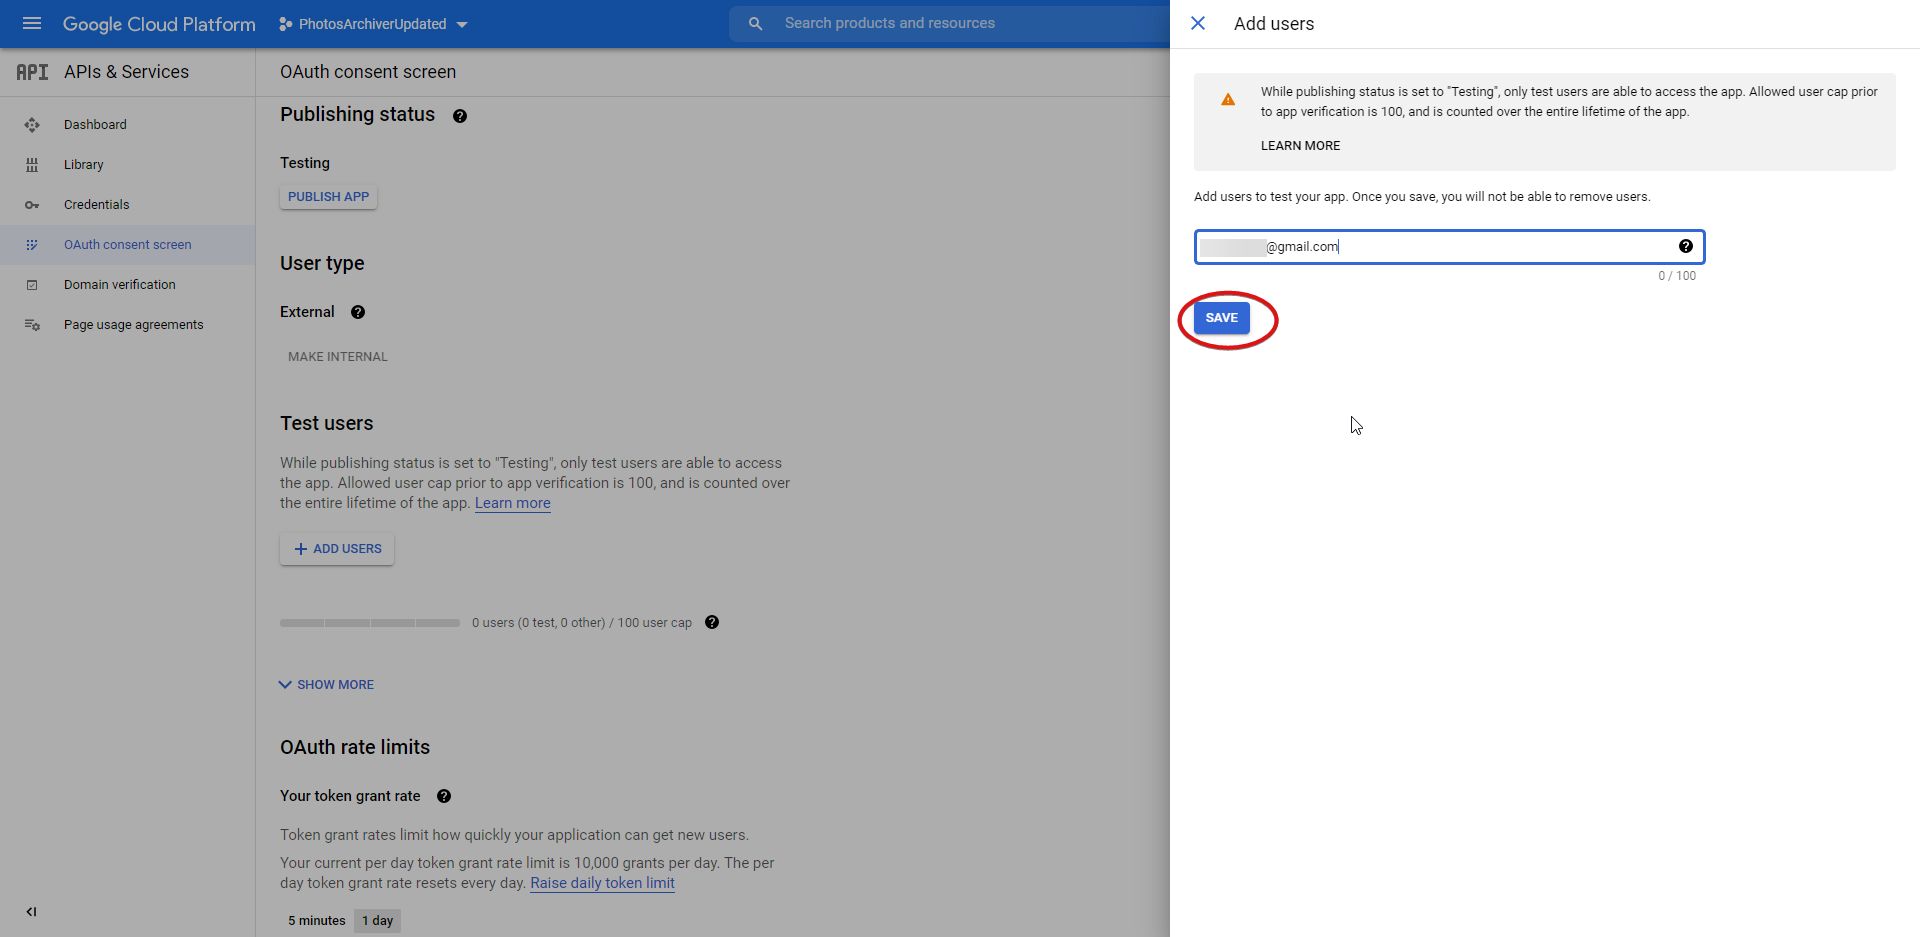 Google Cloud Platform
PhotosArchiverUpdated
Search products and resources
API
APIs & Services
Dashboard
Library
Credentials
OAuth consent screen
Domain verification
Page usage agreements
OAuth consent screen
Publishing status
Testing
PUBLISH APP
User type
External
MAKE INTERNAL
Test users
While publishing status is set to "Testing", only test users are able to access
the app. Allowed user cap prior to app verification is 100, and is counted over
the entire lifetime of the app. Learn more
ADD USERS
0 users (0 test, 0 other) / 100 user cap
SHOW MORE
OAuth rate limits
Your token grant rate
Token grant rates limit how quickly your application can get new users.
Your current per day token grant rate limit is 10,000 grants per day. The per
day token grant rate resets every day. Raise daily token limit
5 minutes
1 day
Add users
While publishing status is set to "Testing", only test users are able to access the app. Allowed user cap prior
to app verification is 100, and is counted over the entire lifetime of the app.
LEARN MORE
Add users to test your app. Once you save, you will not be able to remove users.
@gmail.com
0 / 100
SAVE